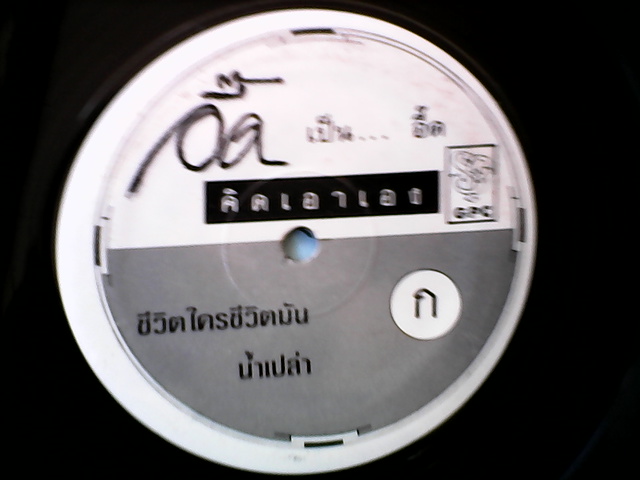 อี๊ด เป็น... อี๊ด
คิดเอาเอง
GPC
ก
ชีวิตใครชีวิตมัน
น้ำเปล่า